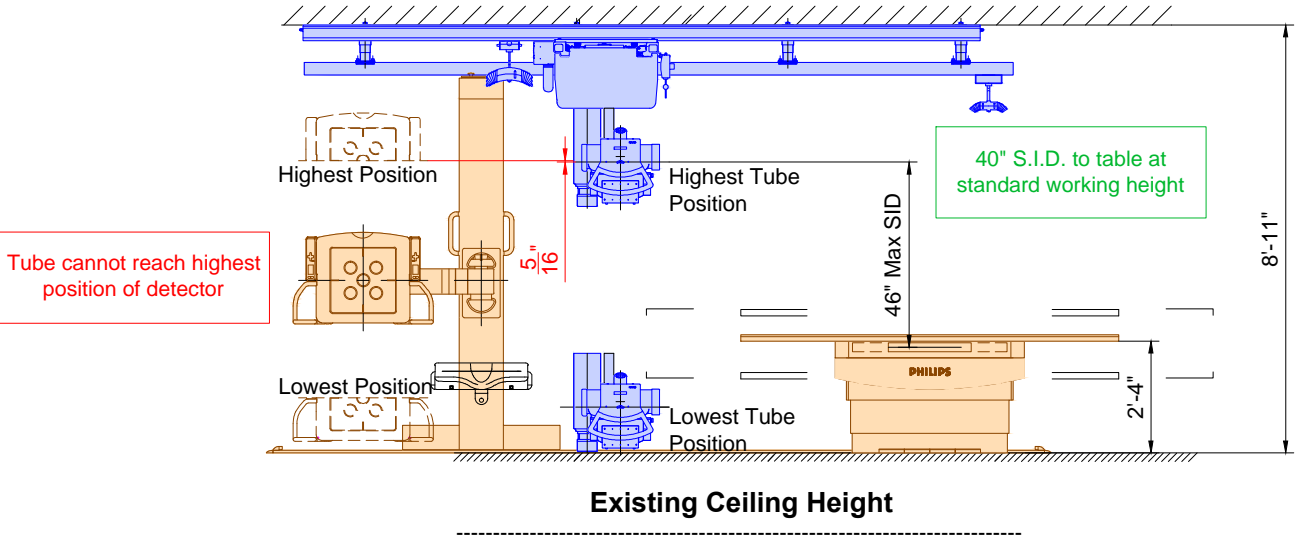 Highest Position
Highest Tube
Position
40" S.I.D. to table at
standard working height
Tube cannot reach highest
position of detector
5"
16
46" Max SID
8'-11"
PHILIPS
2'-4"
Lowest Position
Lowest Tube
Position
Existing Ceiling Height